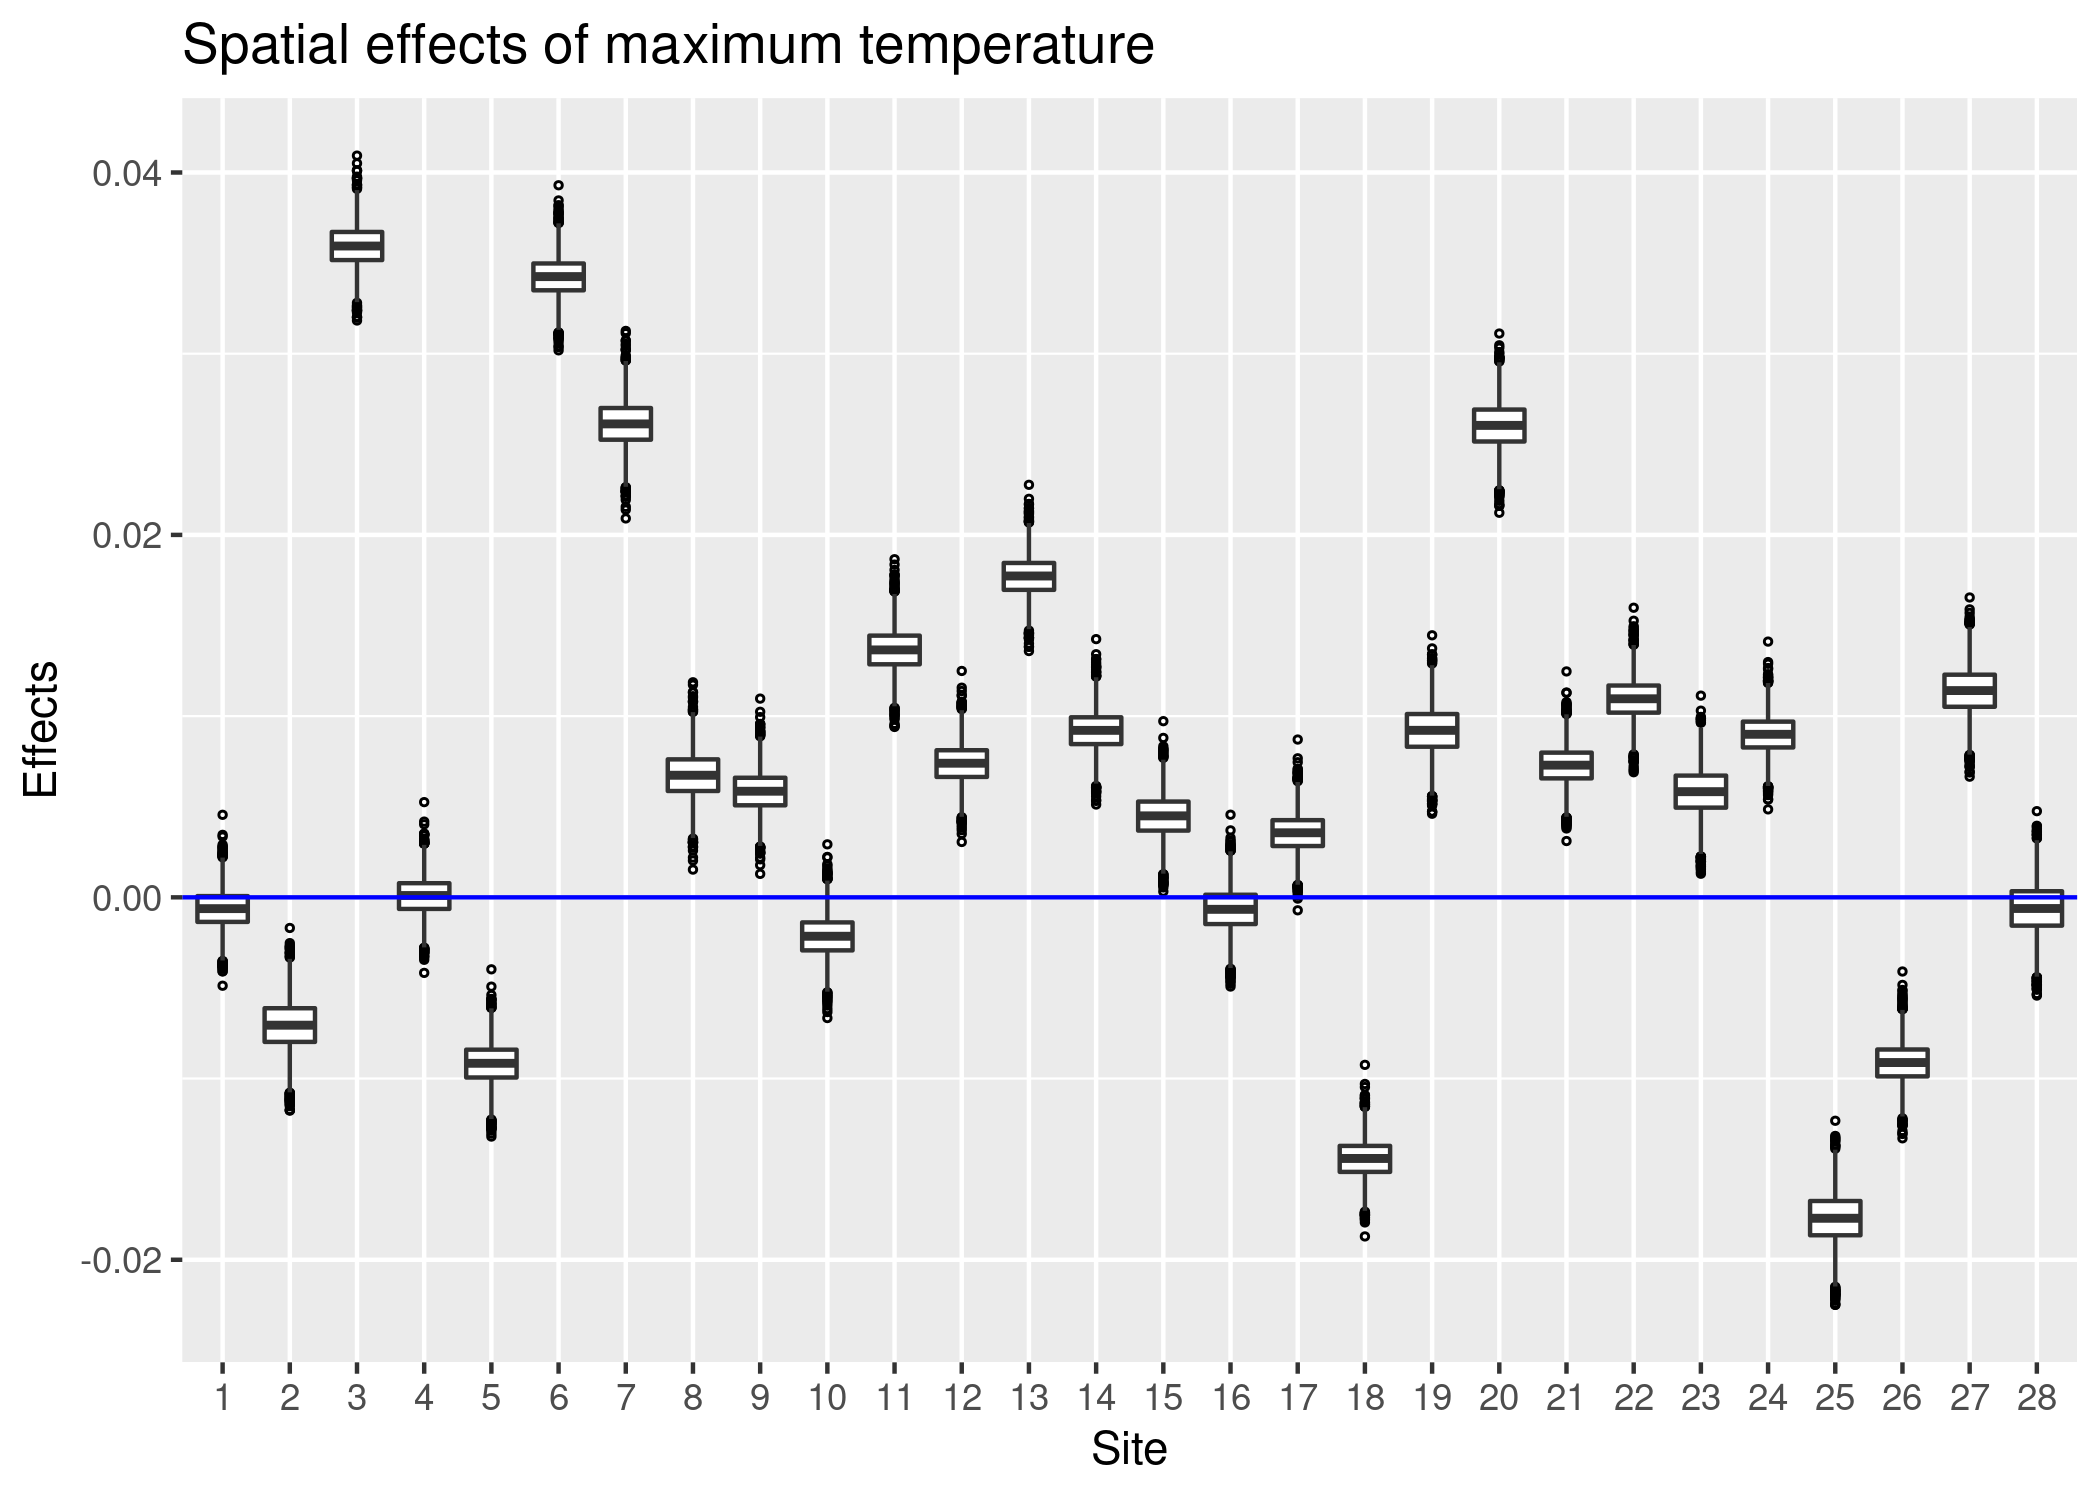 Spatial effects of maximum temperature
0.04
0.02
0.00
-0.02
Effects
1 2 3 4 5 6 7 8 9 10 11 12 13 14 15 16 17 18 19 20 21 22 23 24 25 26 27 28
Site